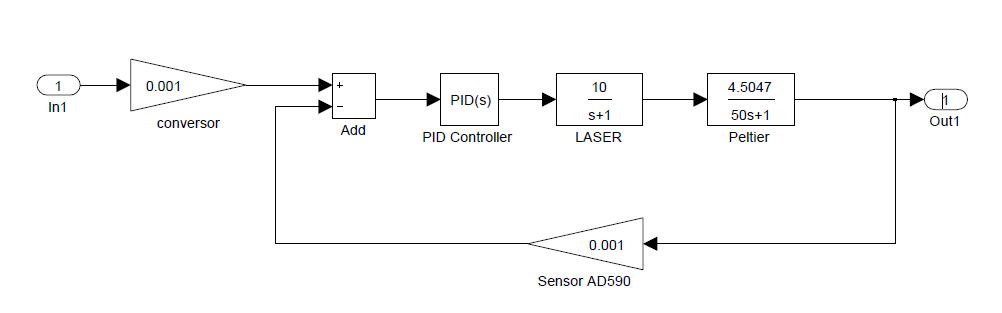 1
In1
0.001
conversor
+
−
Add
PID(s)
PID Controller
10
s+1
LASER
4.5047
50s+1
Peltier
1
Out1
0.001
Sensor AD590